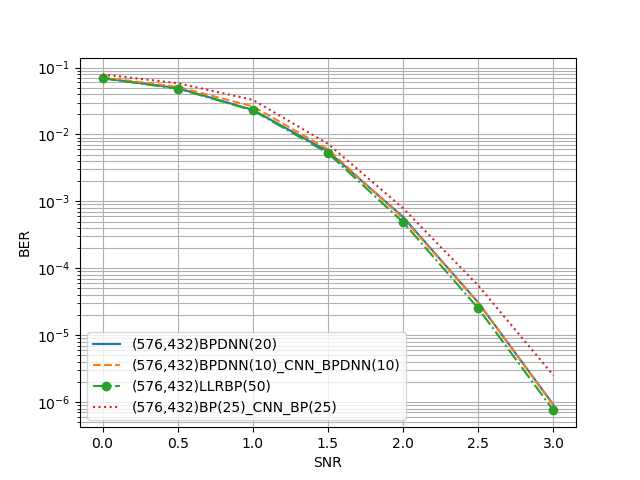 10⁻¹
10⁻²
10⁻³
10⁻⁴
10⁻⁵
10⁻⁶
BER
(576,432)BPDNN(20)
(576,432)BPDNN(10)_CNN_BPDNN(10)
(576,432)LLRBP(50)
(576,432)BP(25)_CNN_BP(25)
0.0 0.5 1.0 1.5 2.0 2.5 3.0
SNR